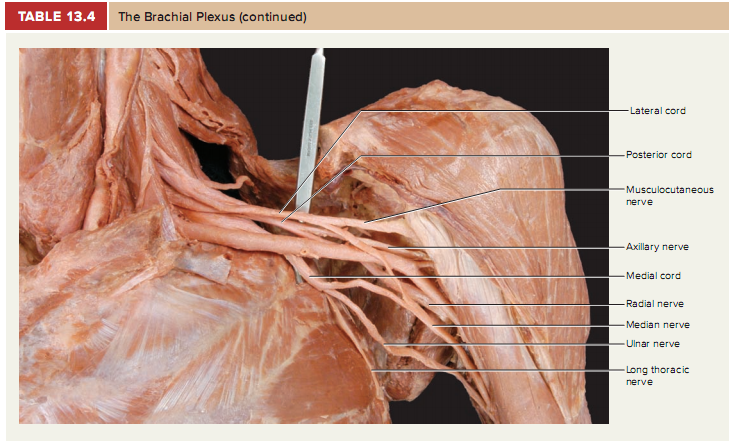 TABLE 13.4
The Brachial Plexus (continued)
Lateral cord
Posterior cord
Musculocutaneous
nerve
Axillary nerve
Medial cord
Radial nerve
Median nerve
Ulnar nerve
Long thoracic
nerve